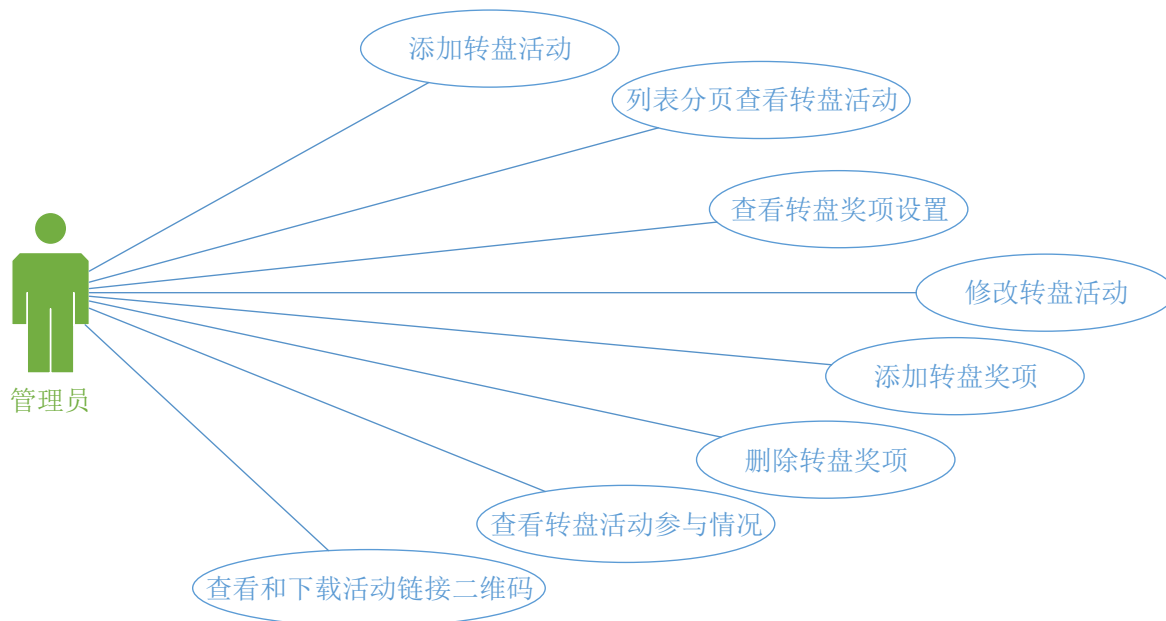 添加转盘活动
列表分页查看转盘活动
查看转盘奖项设置
修改转盘活动
添加转盘奖项
管理员
删除转盘奖项
查看转盘活动参与情况
查看和下载活动链接二维码